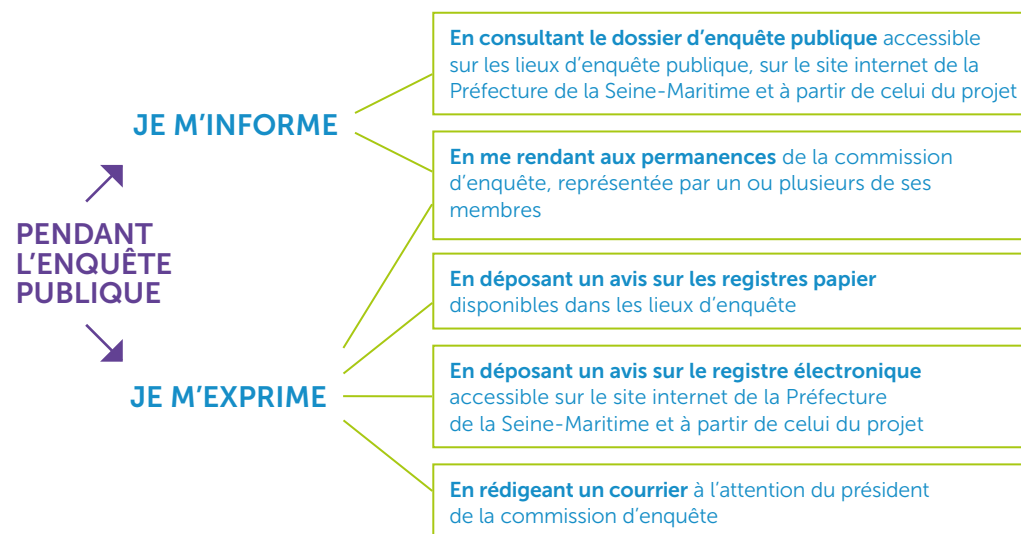 PENDANT
L'ENQUÊTE
PUBLIQUE
JE M'INFORME
En consultant le dossier d'enquête publique accessible
sur les lieux d'enquête publique, sur le site internet de la
Préfecture de la Seine-Maritime et à partir de celui du projet
En me rendant aux permanences de la commission
d'enquête, représentée par un ou plusieurs de ses
membres
JE M'EXPRIME
En déposant un avis sur les registres papier
disponibles dans les lieux d'enquête
En déposant un avis sur le registre électronique
accessible sur le site internet de la Préfecture
de la Seine-Maritime et à partir de celui du projet
En rédigeant un courrier à l'attention du président
de la commission d'enquête